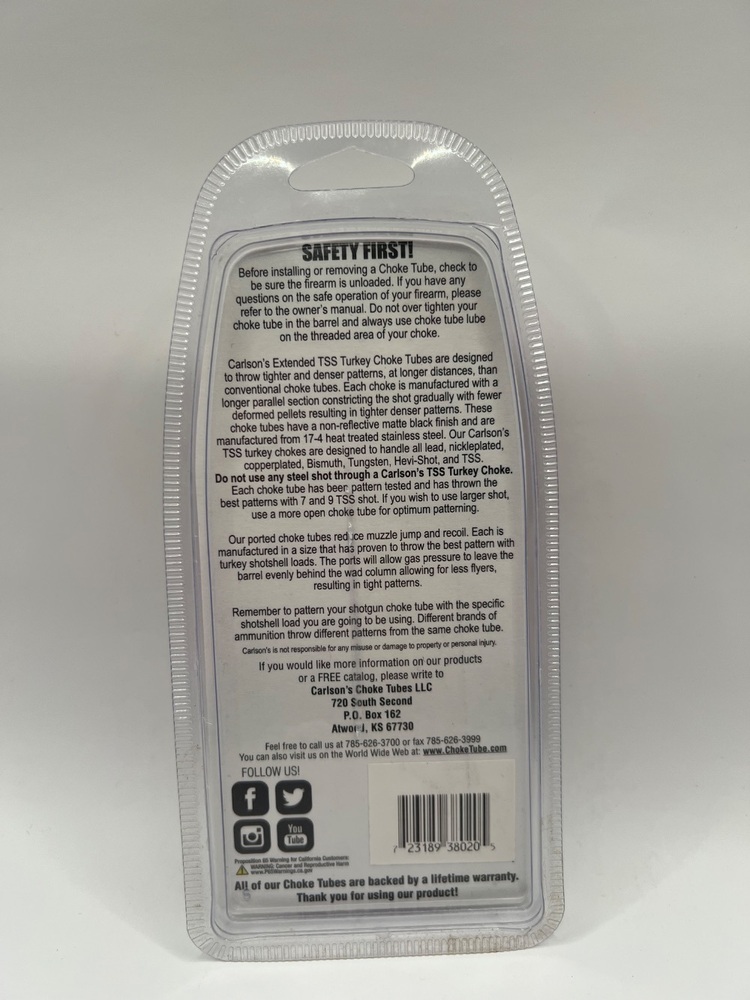 SAFETY FIRST!
Before installing or removing a Choke Tube, check to
be sure the firearm is unloaded. If you have any
questions on the safe operation of your firearm, please
refer to the owner's manual. Do not over tighten your
choke tube in the barrel and always use choke tube lube
on the threaded area of your choke.
Carlson's Extended TSS Turkey Choke Tubes are designed
to throw tighter and denser patterns, at longer distances, than
conventional choke tubes. Each choke is manufactured with a
longer parallel section constricting the shot gradually with fewer
deformed pellets resulting in tighter denser patterns. These
choke tubes have a non-reflective matte black finish and are
manufactured from 17-4 heat treated stainless steel. Our Carlson's
TSS turkey chokes are designed to handle all lead, nickleplated,
copperplated, Bismuth, Tungsten, Hevi-Shot, and TSS.
Do not use any steel shot through a Carlson's TSS Turkey Choke.
Each choke tube has been pattern tested and has thrown the
best patterns with 7 and 9 TSS shot. If you wish to use larger shot,
use a more open choke tube for optimum patterning.
Our ported choke tubes reduce muzzle jump and recoil. Each is
manufactured in a size that has proven to throw the best pattern with
turkey shotshell loads. The ports will allow gas pressure to leave the
barrel evenly behind the wad column allowing for less flyers,
resulting in tight patterns.
Remember to pattern your shotgun choke tube with the specific
shotshell load you are going to be using. Different brands of
ammunition throw different patterns from the same choke tube.
Carlson's is not responsible for any misuse or damage to property or personal injury.
If you would like more information on our products
or a FREE catalog, please write to
Carlson's Choke Tubes LLC
720 South Second
P.O. Box 162
Atwood, KS 67730
Feel free to call us at 785-626-3700 or fax 785-626-3999
You can also visit us on the World Wide Web at: www.ChokeTube.com
FOLLOW US!
You
Tube
7 23189 38020 5
Proposition 65 Warning for California Customers:
WARNING: Cancer and Reproductive Harm
www.P65Warnings.ca.gov
All of our Choke Tubes are backed by a lifetime warranty.
Thank you for using our product!